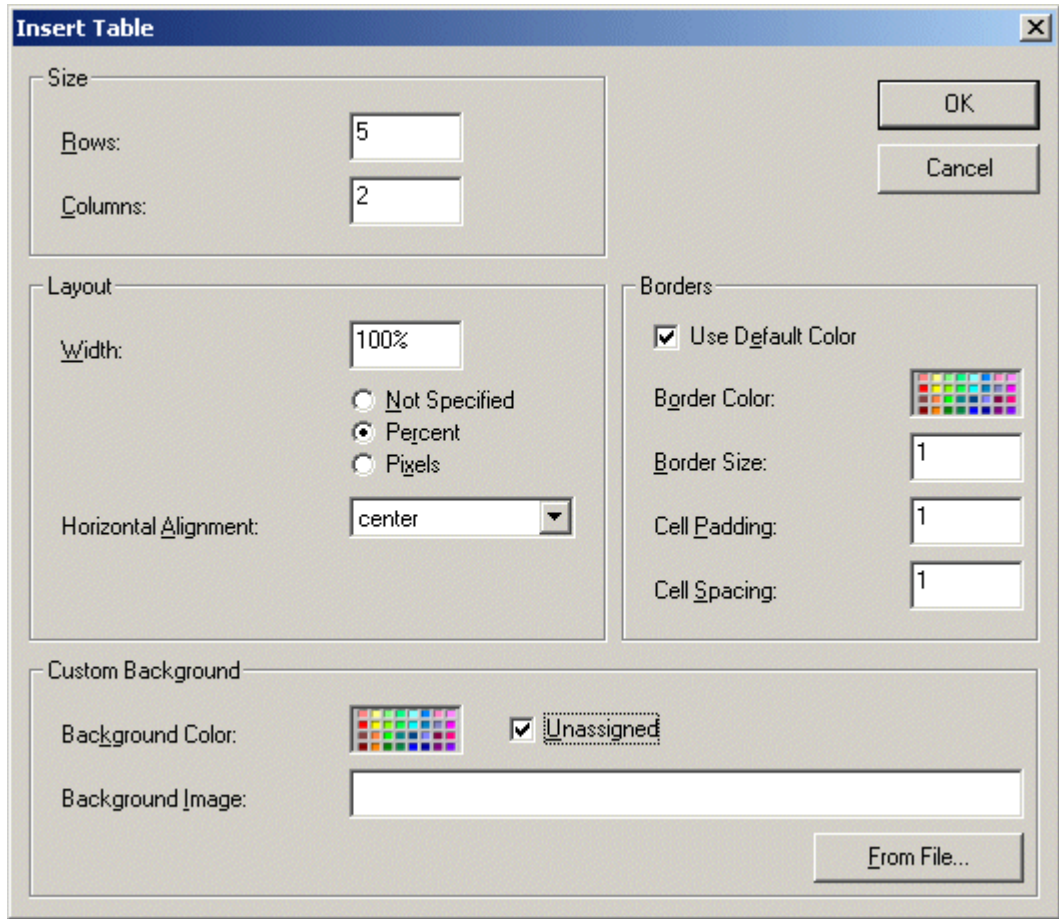 Insert Table
Size
Rows: 5
Columns: 2
OK
Cancel
Layout
Width: 100%
Not Specified
Percent
Pixels
Horizontal Alignment: center
Borders
Use Default Color
Border Color:
Border Size: 1
Cell Padding: 1
Cell Spacing: 1
Custom Background
Background Color: Unassigned
Background Image:
From File...